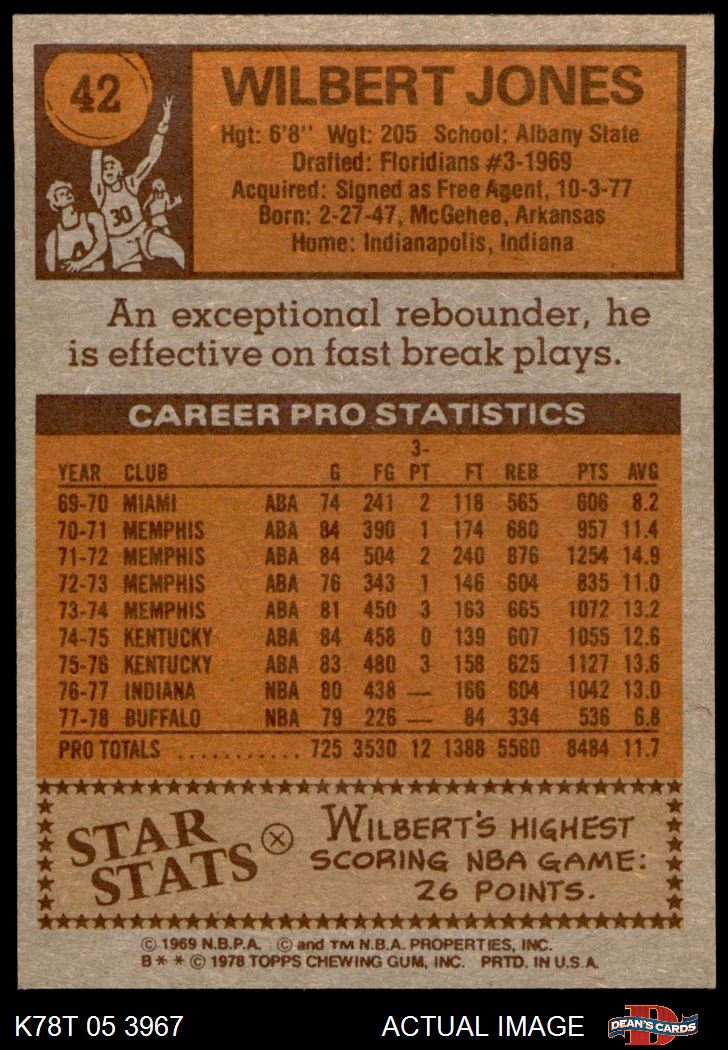 42
WILBERT JONES
Hgt: 6'8" Wgt: 205 School: Albany State
Drafted: Floridians #3-1969
Acquired: Signed as Free Agent, 10-3-77
Born: 2-27-47, McGehee, Arkansas
Home: Indianapolis, Indiana
30
An exceptional rebounder, he
is effective on fast break plays.
CAREER PRO STATISTICS
YEAR CLUB G FG 3-PT FT REB PTS AVG
69-70 MIAMI ABA 74 241 2 118 565 606 8.2
70-71 MEMPHIS ABA 84 390 1 174 680 957 11.4
71-72 MEMPHIS ABA 84 504 2 240 876 1254 14.9
72-73 MEMPHIS ABA 76 343 1 146 604 835 11.0
73-74 MEMPHIS ABA 81 450 3 163 665 1072 13.2
74-75 KENTUCKY ABA 84 458 0 139 607 1055 12.6
75-76 KENTUCKY ABA 83 480 3 158 625 1127 13.6
76-77 INDIANA NBA 80 438 — 166 604 1042 13.0
77-78 BUFFALO NBA 79 226 — 84 334 536 6.8
PRO TOTALS ........... 725 3530 12 1388 5560 8484 11.7
STAR
STATS
WILBERT'S HIGHEST
SCORING NBA GAME:
26 POINTS.
© 1969 N.B.P.A. © and TM N.B.A. PROPERTIES, INC.
B * * © 1978 TOPPS CHEWING GUM, INC. PRTD. IN U.S.A.
K78T 05 3967 ACTUAL IMAGE DEAN'S CARDS